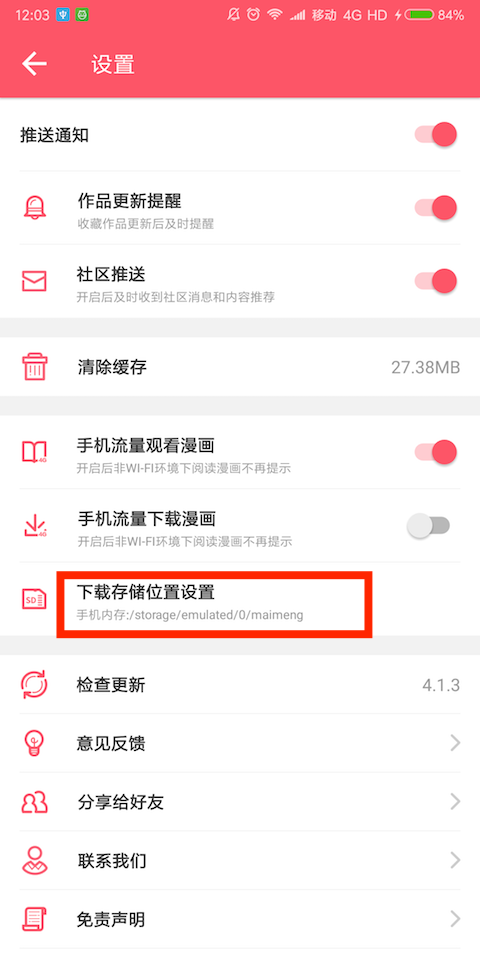 12:03 移动 4G HD 84%
设置
推送通知
作品更新提醒
收藏作品更新后及时提醒
社区推送
开启后及时收到社区消息和内容推荐
清除缓存 27.38MB
手机流量观看漫画
开启后非WI-FI环境下阅读漫画不再提示
4G
手机流量下载漫画
开启后非WI-FI环境下阅读漫画不再提示
4G
下载存储位置设置
SD
手机内存:/storage/emulated/0/maimeng
检查更新 4.1.3
意见反馈
分享给好友
联系我们
免责声明